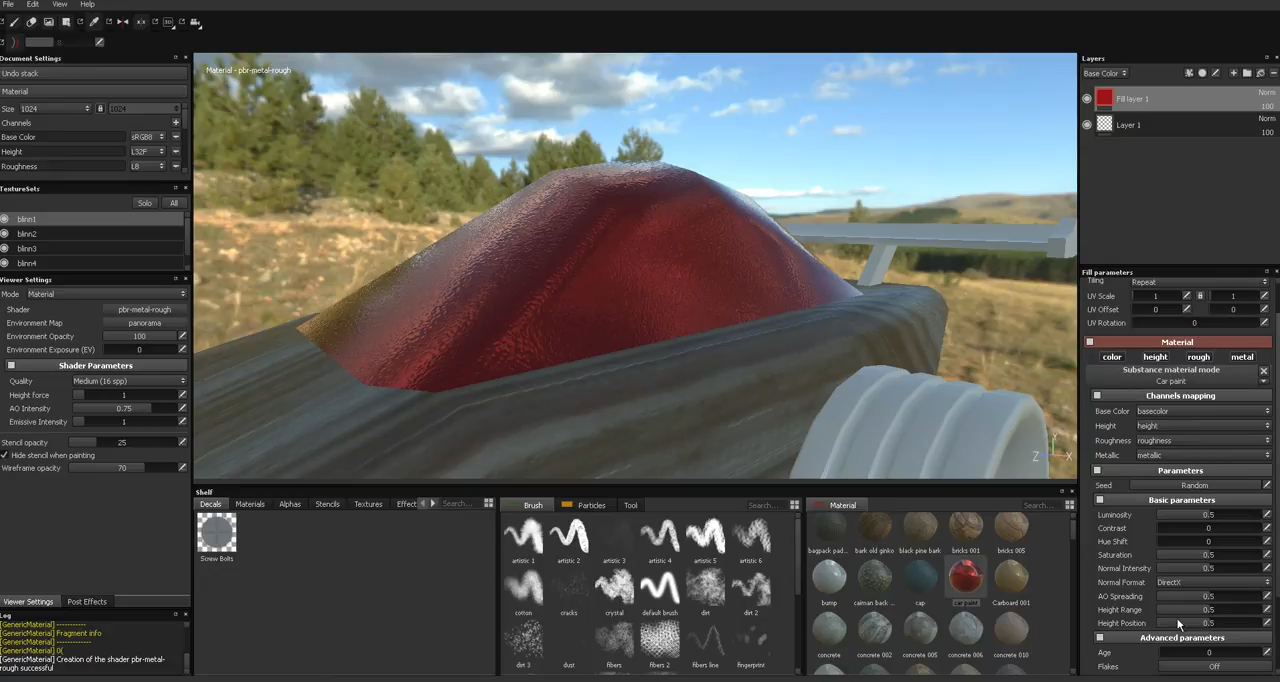 File Edit View Help
Document Settings
Undo stack
Material
Size 1024 1024
Channels
Base Color sRGB8
Height L32F
Roughness L8
TextureSets
Solo All
blinn1
blinn2
blinn3
blinn4
Viewer Settings
Mode Material
Shader pbr-metal-rough
Environment Map panorama
Environment Opacity 100
Environment Exposure (EV) 0
Shader Parameters
Quality Medium (16 spp)
Height force 1
AO Intensity 0.75
Emissive Intensity 1
Stencil opacity 25
Hide stencil when painting
Wireframe opacity 70
Viewer Settings Post Effects
Log
[GenericMaterial] ----------
[GenericMaterial] Fragment info
[GenericMaterial] ----------
[GenericMaterial] 0(
[GenericMaterial] Creation of the shader pbr-metal-
rough successful
Material - pbr-metal-rough
Z Y X
Shelf
Decals Materials Alphas Stencils Textures Effect Search...
Screw Bolts
Brush Particles Tool Search...
artistic 1 artistic 2 artistic 3 artistic 4 artistic 5 artistic 6
cotton cracks crystal default brush dirt dirt 2
dirt 3 dust fibers fibers 2 fibers line fingerprint
Material Search...
bagpack pad... bark old ginko black pine bark bricks 001 bricks 005
bump caiman back ... cap car paint Carboard 001
concrete concrete 002 concrete 005 concrete 006 concrete 010
Layers
Base Color
Fill layer 1 Norm
100
Layer 1 Norm
100
Fill parameters
Tiling Repeat
UV Scale 1 1
UV Offset 0 0
UV Rotation 0
Material
color height rough metal
Substance material mode
Car paint
Channels mapping
Base Color basecolor
Height height
Roughness roughness
Metallic metallic
Parameters
Seed Random
Basic parameters
Luminosity 0.5
Contrast 0
Hue Shift 0
Saturation 0.5
Normal Intensity 0.5
Normal Format DirectX
AO Spreading 0.5
Height Range 0.5
Height Position 0.5
Advanced parameters
Age 0
Flakes Off